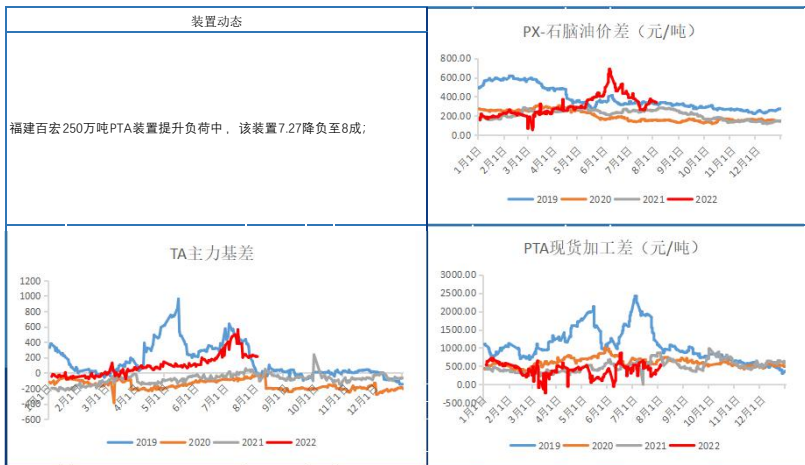 装置动态
福建百宏250万吨PTA装置提升负荷中，该装置7.27降负至8成;
PX-石脑油价差（元/吨）
800.00
600.00
400.00
200.00
0.00
1月1日
2月1日
3月1日
4月1日
5月1日
6月1日
7月1日
8月1日
9月1日
10月1日
11月1日
12月1日
2019 2020 2021 2022
TA主力基差
1200
1000
800
600
400
200
0
-200
-400
-600
1月1日
2月1日
3月1日
4月1日
5月1日
6月1日
7月1日
8月1日
9月1日
10月1日
11月1日
12月1日
2019 2020 2021 2022
PTA现货加工差（元/吨）
3000.00
2500.00
2000.00
1500.00
1000.00
500.00
0.00
-500.00
1月1日
2月1日
3月1日
4月1日
5月1日
6月1日
7月1日
8月1日
9月1日
10月1日
11月1日
12月1日
2019 2020 2021 2022